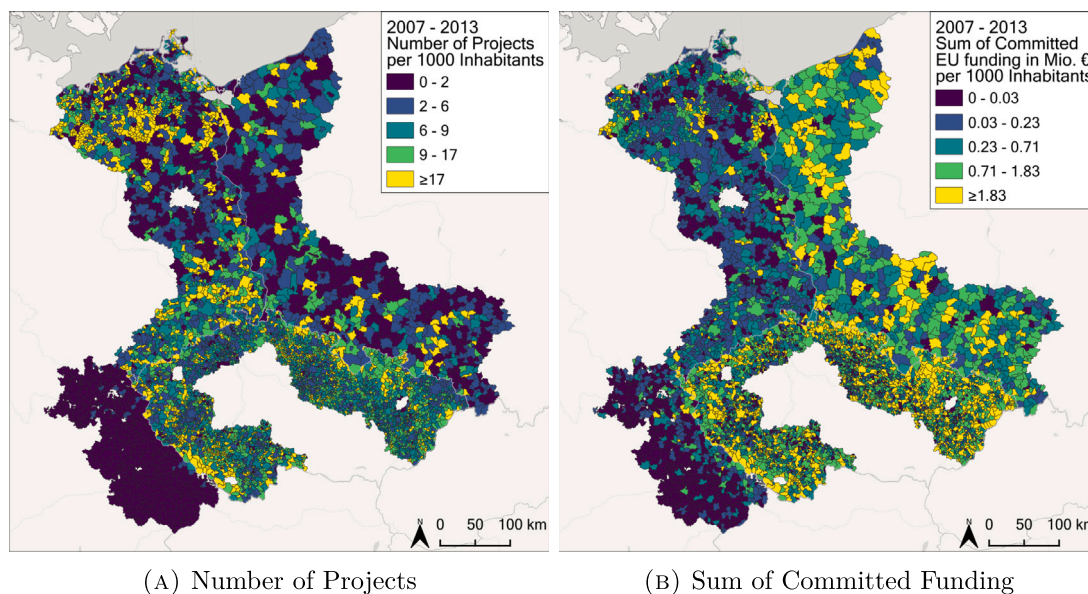 2007 - 2013
Number of Projects
per 1000 Inhabitants
0 - 2
2 - 6
6 - 9
9 - 17
≥17
N
0 50 100 km
2007 - 2013
Sum of Committed
EU funding in Mio. €
per 1000 Inhabitants
0 - 0.03
0.03 - 0.23
0.23 - 0.71
0.71 - 1.83
≥1.83
N
0 50 100 km
(A) Number of Projects
(B) Sum of Committed Funding